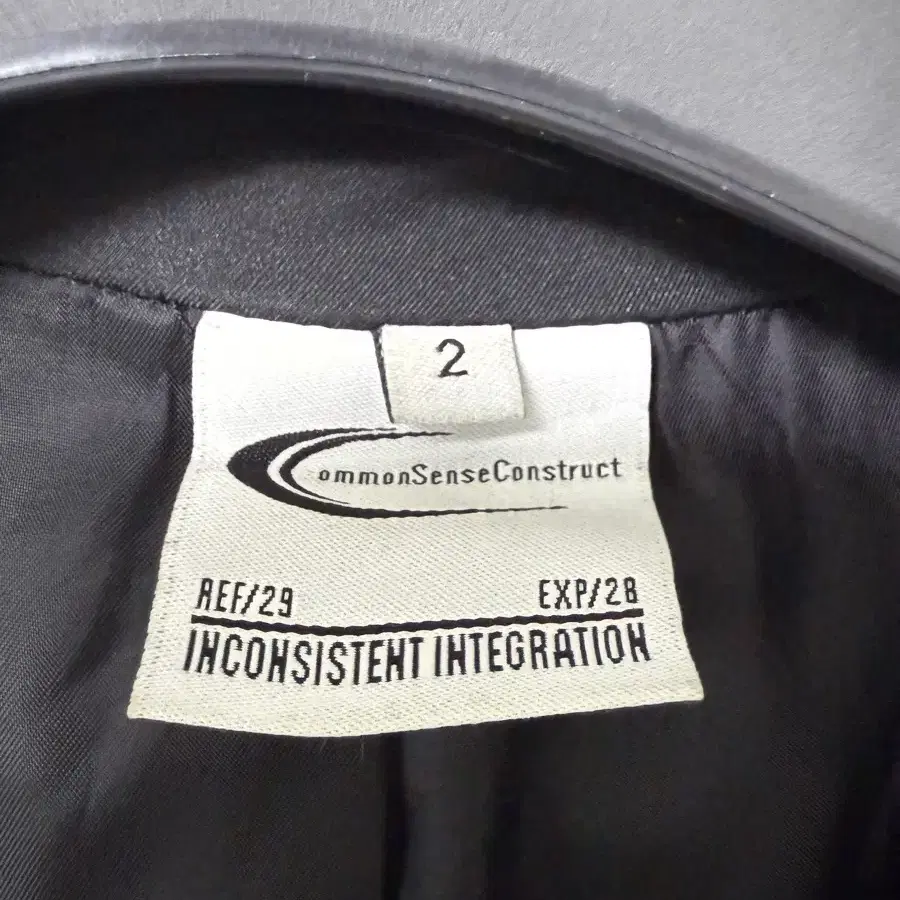 2
CommonSenseConstruct
REF/29 EXP/28
INCONSISTENT INTEGRATION